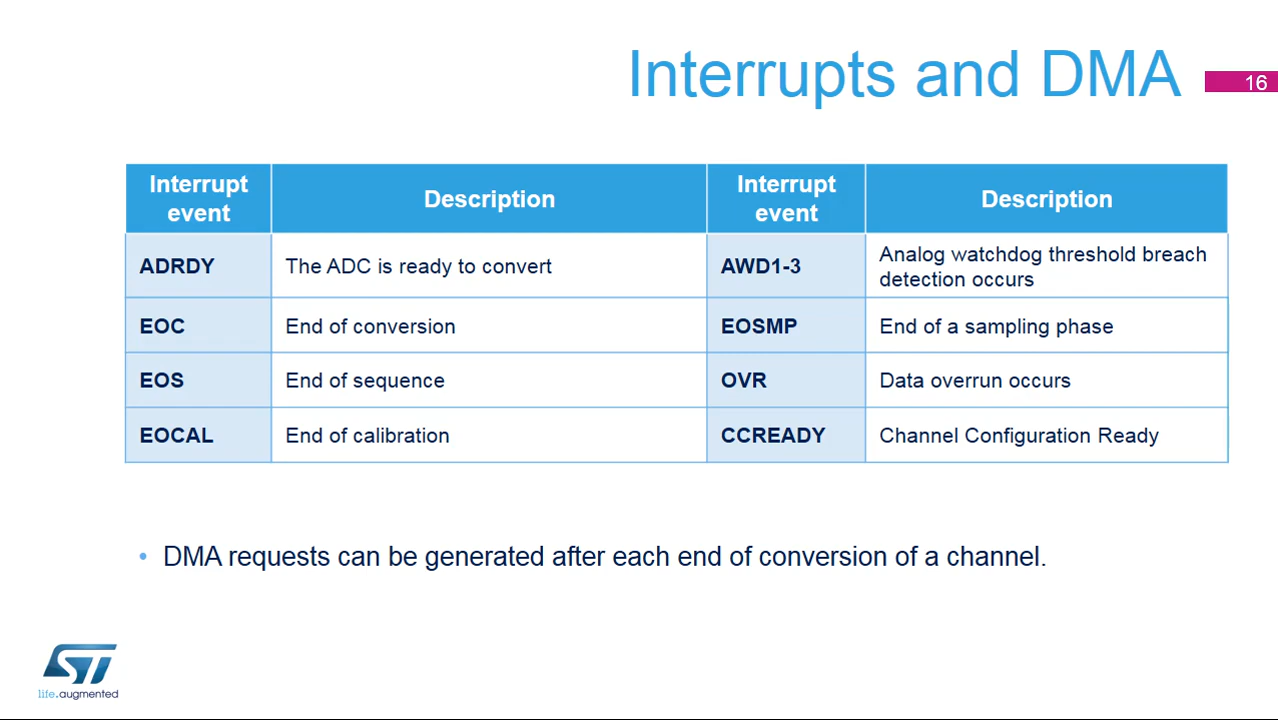 Interrupts and DMA
16
Interrupt event
Description
Interrupt event
Description
ADRDY
The ADC is ready to convert
AWD1-3
Analog watchdog threshold breach
detection occurs
EOC
End of conversion
EOSMP
End of a sampling phase
EOS
End of sequence
OVR
Data overrun occurs
EOCAL
End of calibration
CCREADY
Channel Configuration Ready
• DMA requests can be generated after each end of conversion of a channel.
ST
life.augmented